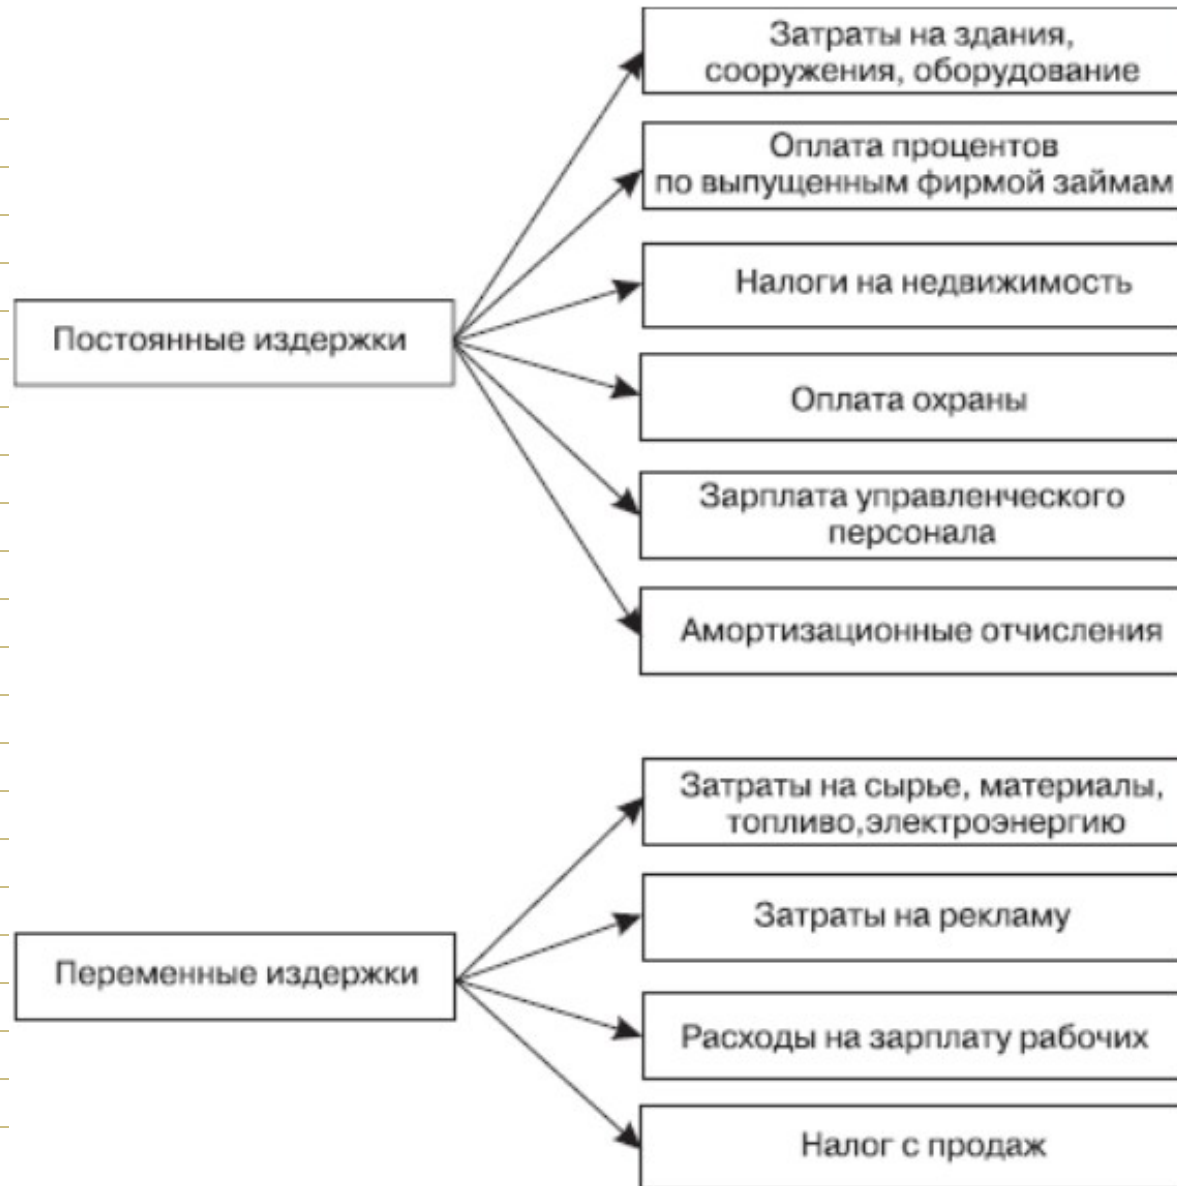 Постоянные издержки
Затраты на здания,
сооружения, оборудование
Оплата процентов
по выпущенным фирмой займам
Налоги на недвижимость
Оплата охраны
Зарплата управленческого
персонала
Амортизационные отчисления
Переменные издержки
Затраты на сырье, материалы,
топливо,электроэнергию
Затраты на рекламу
Расходы на зарплату рабочих
Налог с продаж